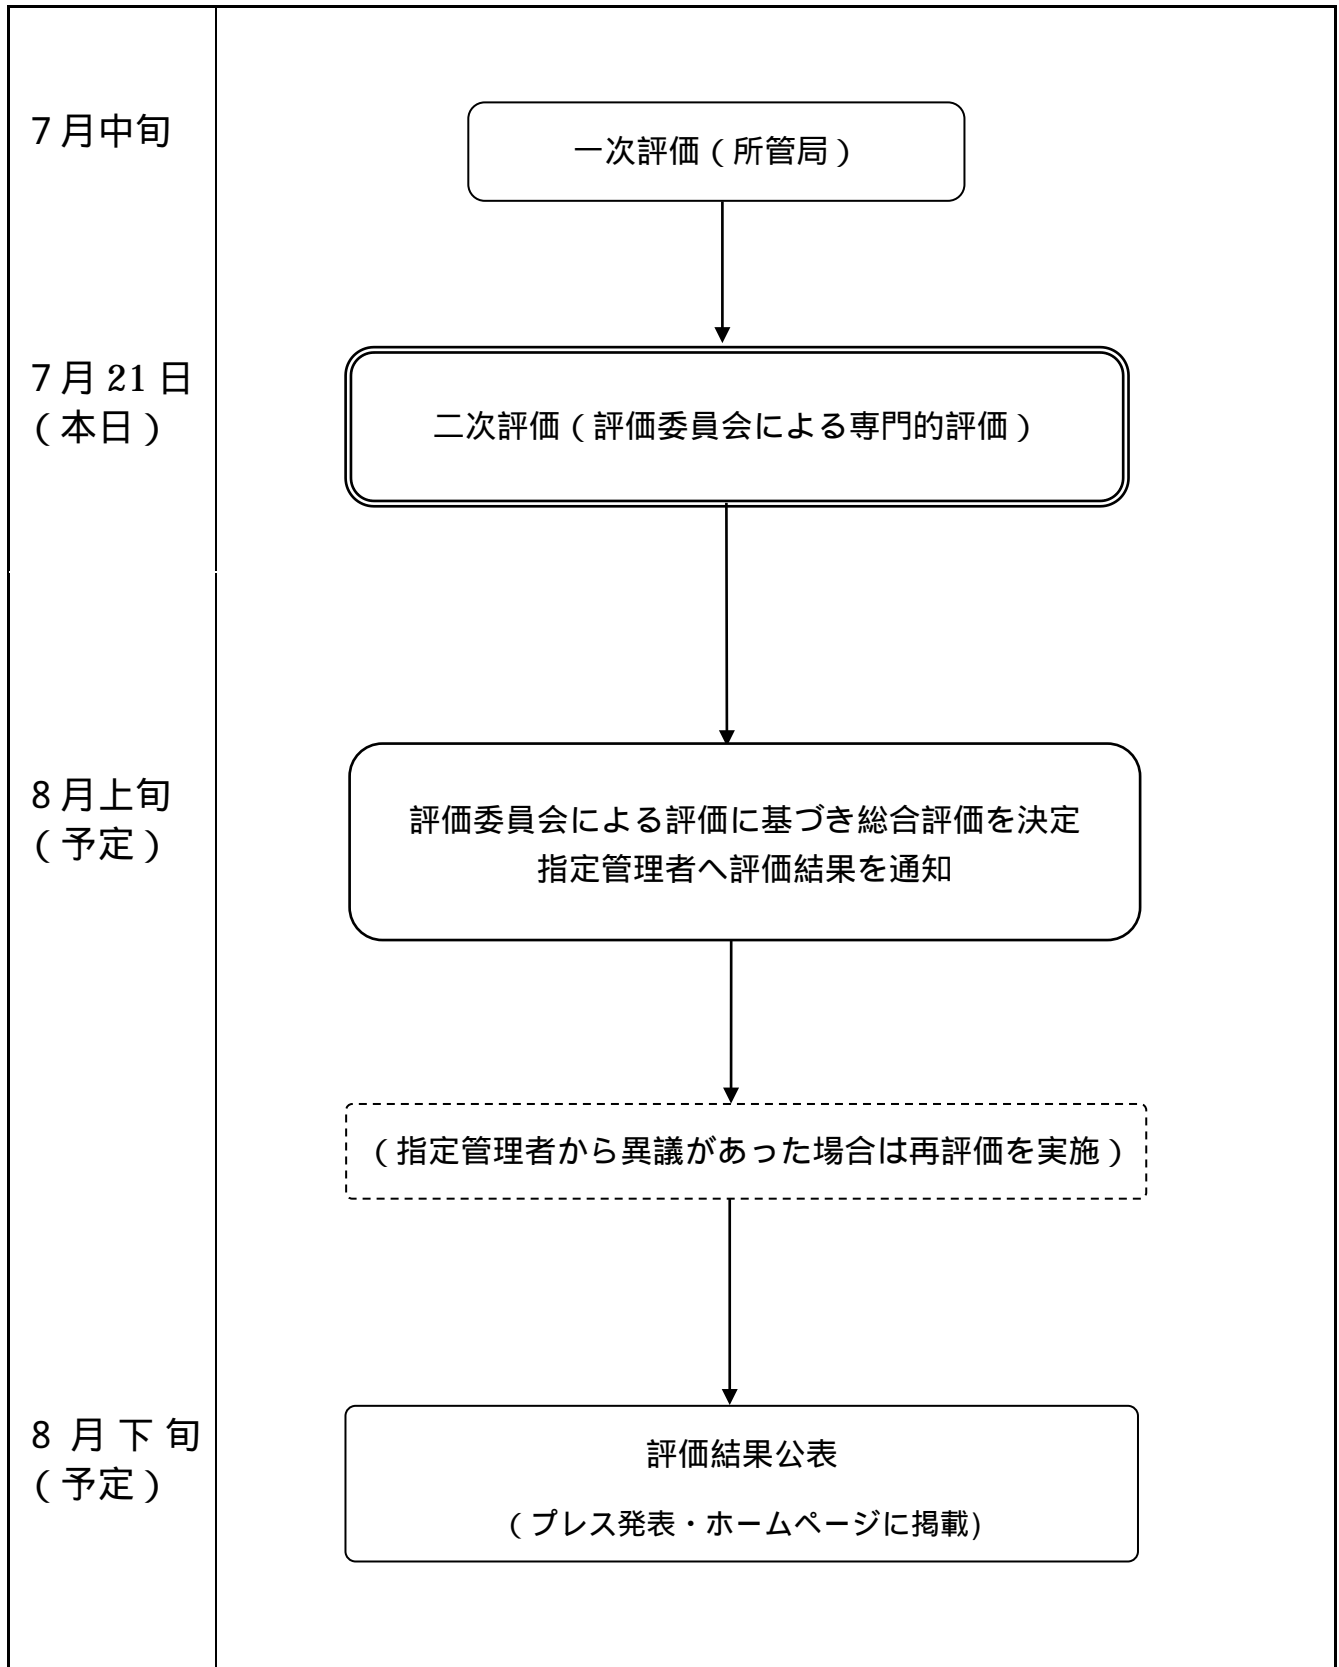 7月中旬
一次評価（所管局）
7月21日
（本日）
二次評価（評価委員会による専門的評価）
8月上旬
（予定）
評価委員会による評価に基づき総合評価を決定
指定管理者へ評価結果を通知
（指定管理者から異議があった場合は再評価を実施）
8月下旬
（予定）
評価結果公表
（プレス発表・ホームページに掲載)